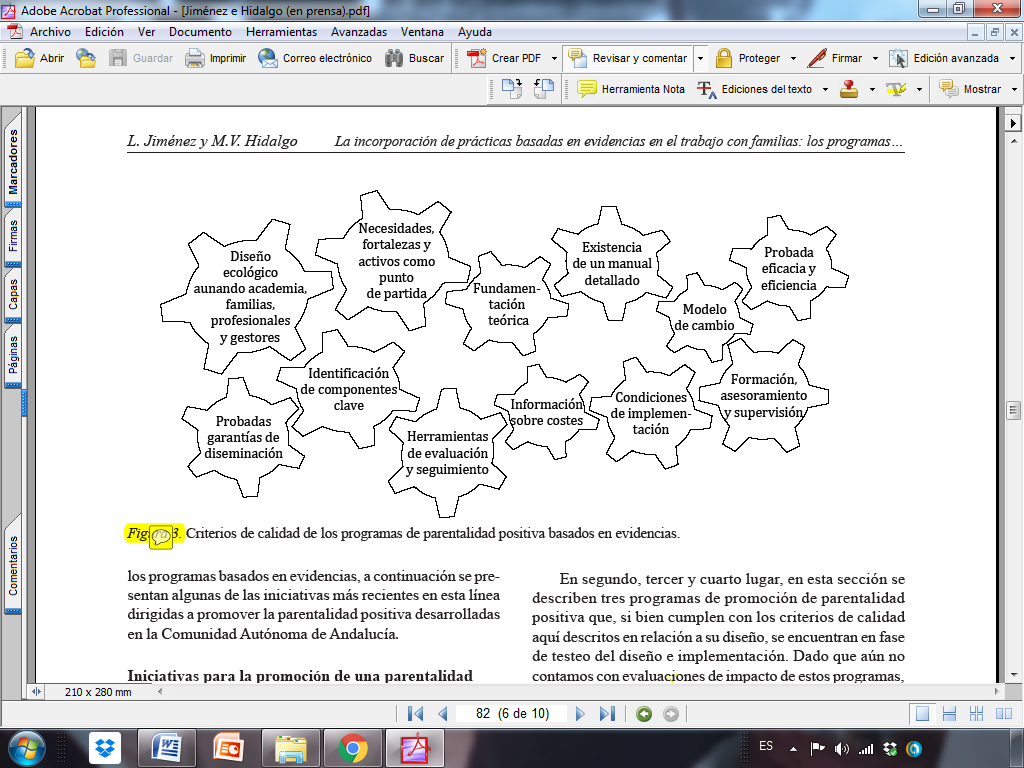 Adobe Acrobat Professional - [Jiménez e Hidalgo (en prensa).pdf]
Archivo Edición Ver Documento Herramientas Avanzadas Ventana Ayuda
Abrir Guardar Imprimir Correo electrónico Buscar Crear PDF Revisar y comentar Proteger Firmar Edición avanzada
Herramienta Nota Ediciones del texto Mostrar
Marcadores
Firmas
Capas
Páginas
Comentarios
L. Jiménez y M.V. Hidalgo La incorporación de prácticas basadas en evidencias en el trabajo con familias: los programas…
Diseño
ecológico
aunando academia,
familias,
profesionales
y gestores
Necesidades,
fortalezas y
activos como
punto
de partida
Fundamen-
tación
teórica
Existencia
de un manual
detallado
Modelo
de cambio
Probada
eficacia y
eficiencia
Probadas
garantías de
diseminación
Identificación
de componentes
clave
Herramientas
de evaluación
y seguimiento
Información
sobre costes
Condiciones
de implemen-
tación
Formación,
asesoramiento
y supervisión
Figura 3. Criterios de calidad de los programas de parentalidad positiva basados en evidencias.
los programas basados en evidencias, a continuación se pre-
sentan algunas de las iniciativas más recientes en esta línea
dirigidas a promover la parentalidad positiva desarrolladas
en la Comunidad Autónoma de Andalucía.
Iniciativas para la promoción de una parentalidad
En segundo, tercer y cuarto lugar, en esta sección se
describen tres programas de promoción de parentalidad
positiva que, si bien cumplen con los criterios de calidad
aquí descritos en relación a su diseño, se encuentran en fase
de testeo del diseño e implementación. Dado que aún no
contamos con evaluaciones de impacto de estos programas,
210 x 280 mm
82 (6 de 10)
ES